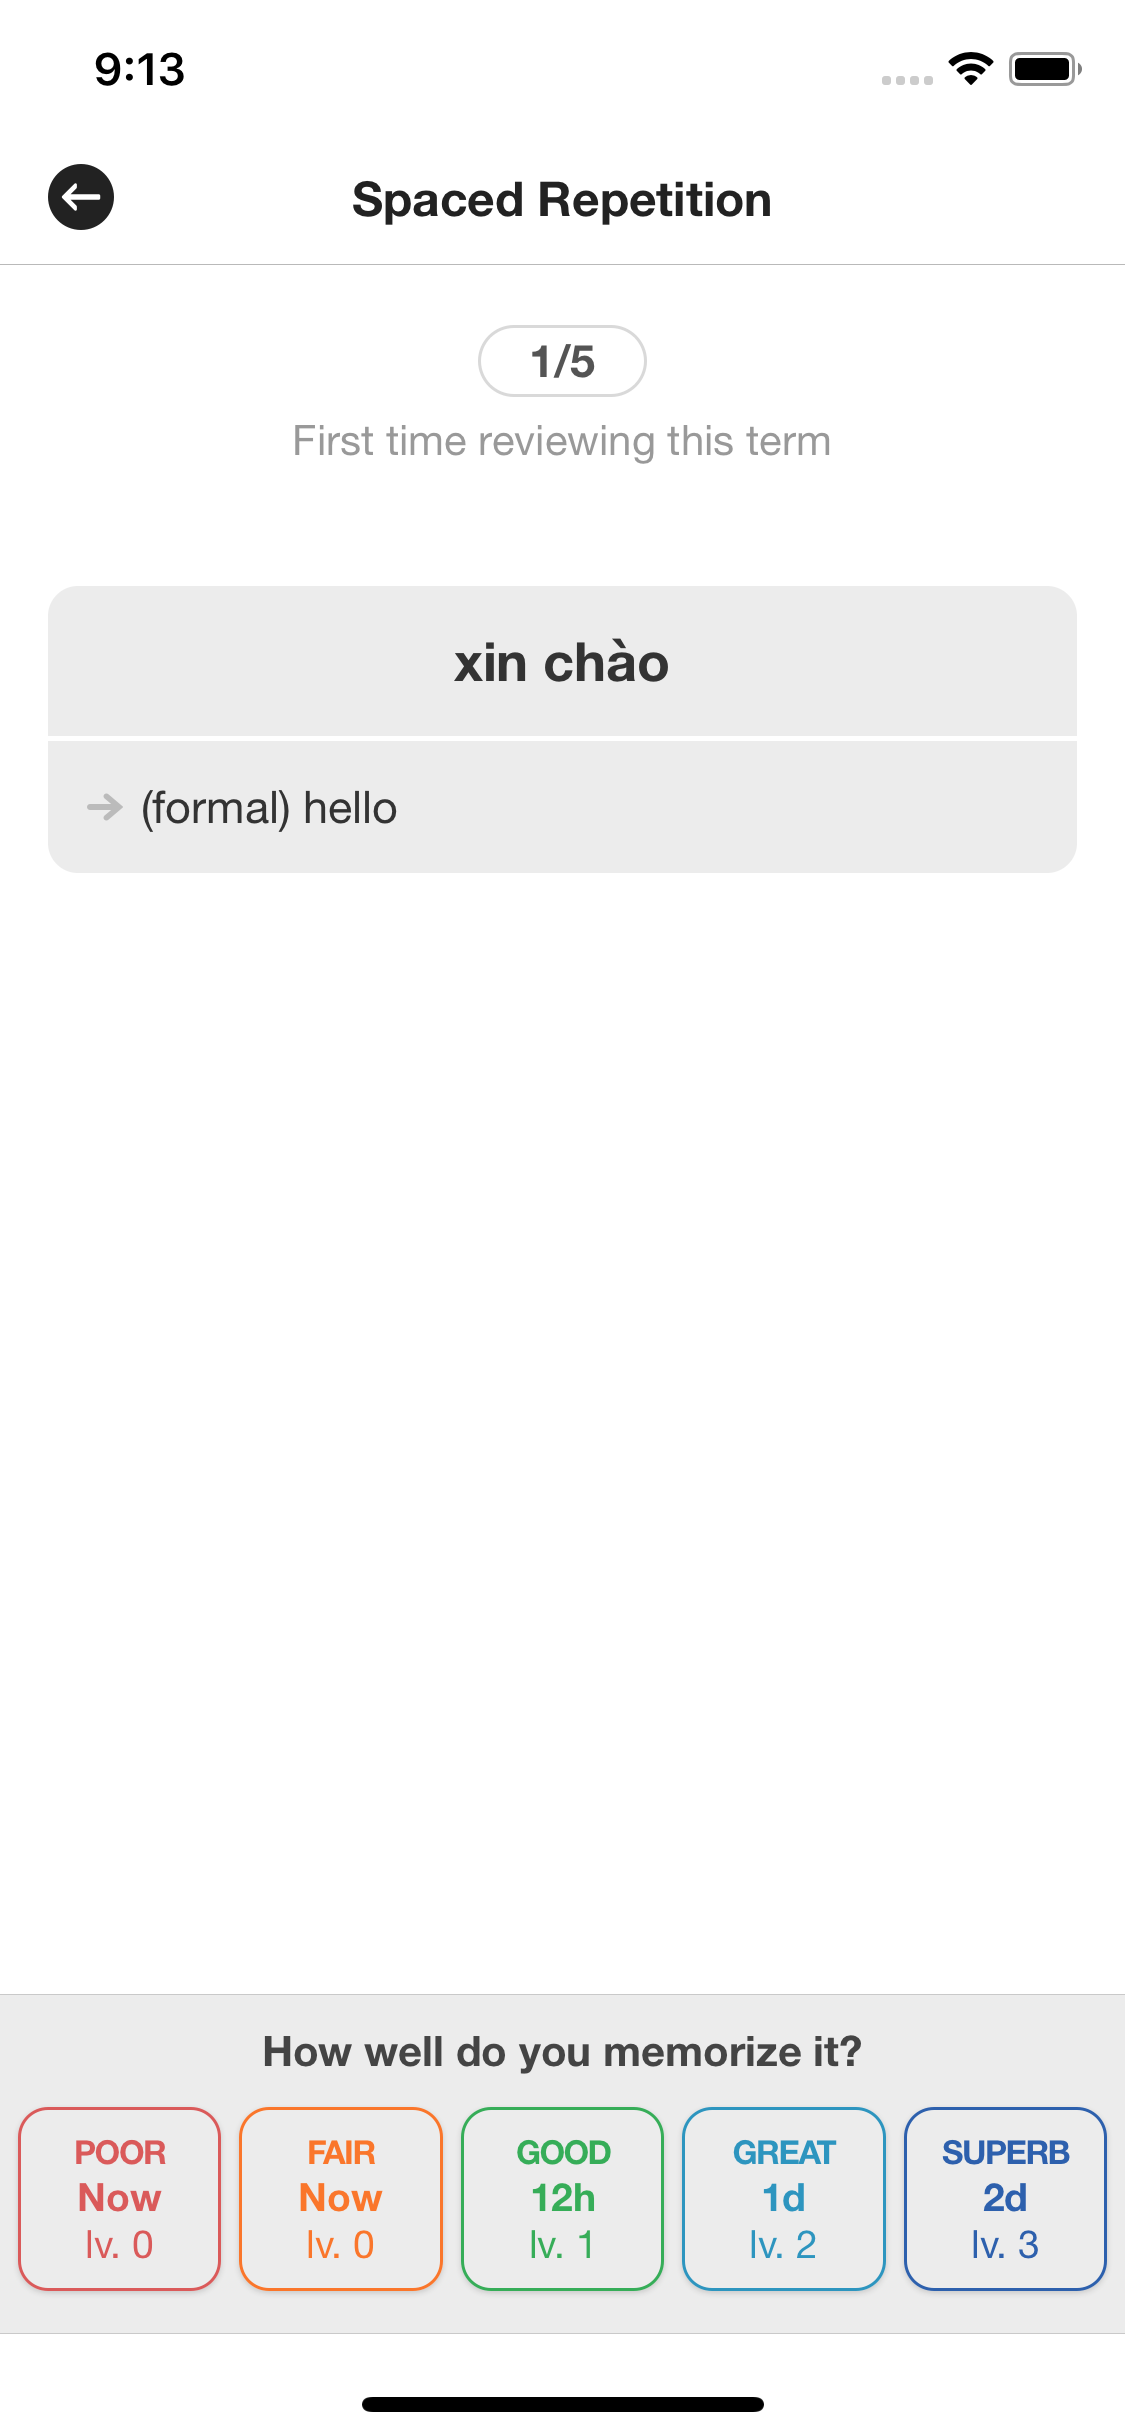 9:13
Spaced Repetition
1/5
First time reviewing this term
xin chào
(formal) hello
How well do you memorize it?
POOR
Now
lv. 0
FAIR
Now
lv. 0
GOOD
12h
lv. 1
GREAT
1d
lv. 2
SUPERB
2d
lv. 3